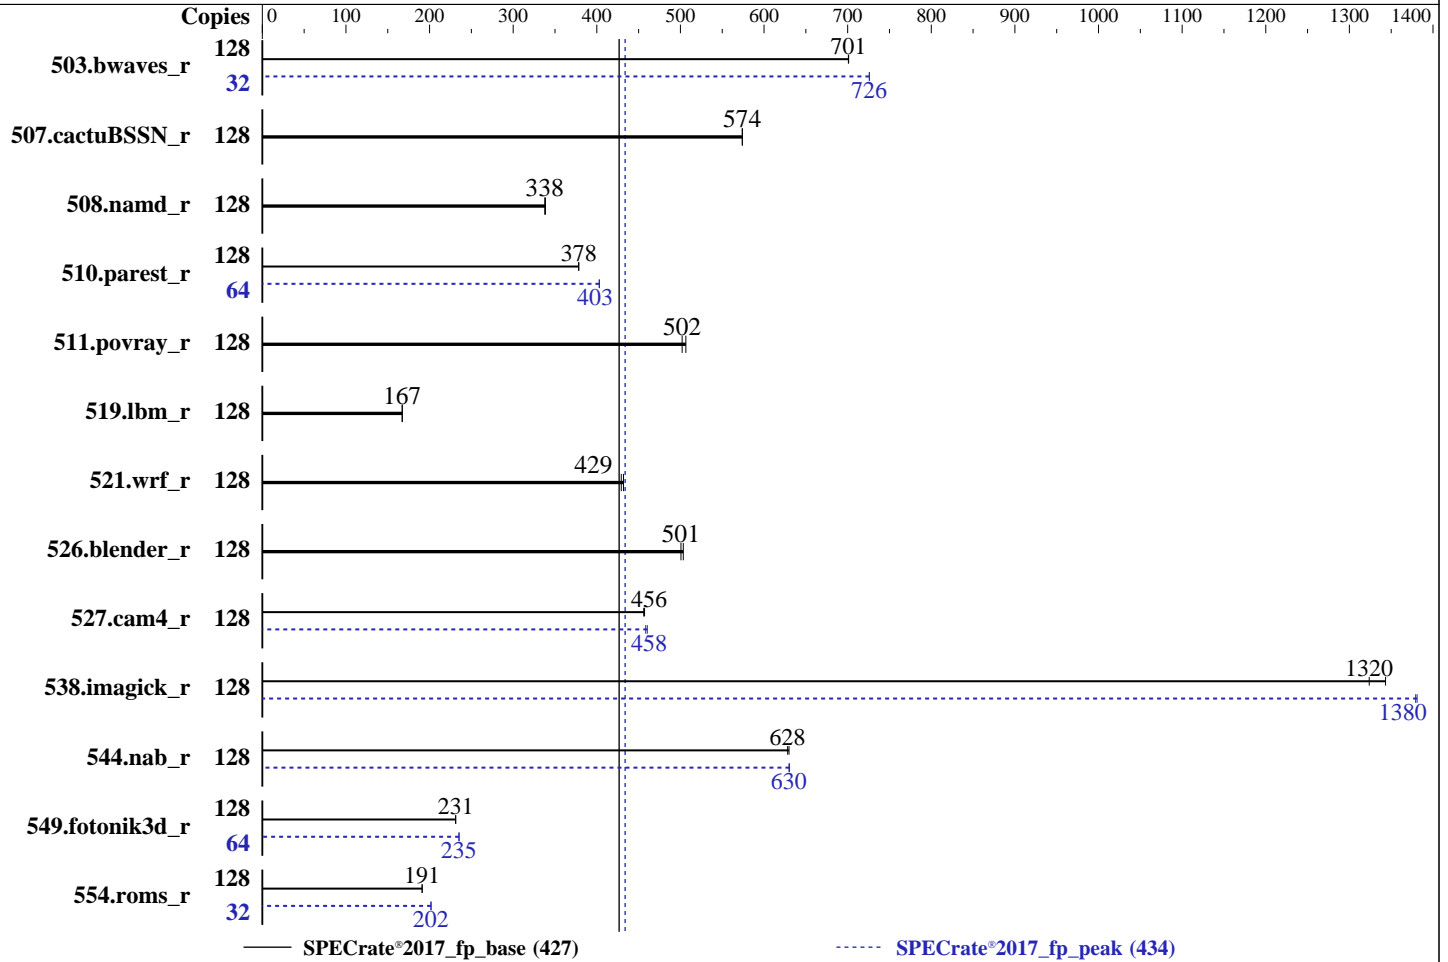 Copies 0 100 200 300 400 500 600 700 800 900 1000 1100 1200 1300 1400
503.bwaves_r 128 701
32 726
507.cactuBSSN_r 128 574
508.namd_r 128 338
510.parest_r 128 378
64 403
511.povray_r 128 502
519.lbm_r 128 167
521.wrf_r 128 429
526.blender_r 128 501
527.cam4_r 128 456
458
538.imagick_r 128 1320
1380
544.nab_r 128 628
630
549.fotonik3d_r 128 231
64 235
554.roms_r 128 191
32 202
SPECrate®2017_fp_base (427) SPECrate®2017_fp_peak (434)